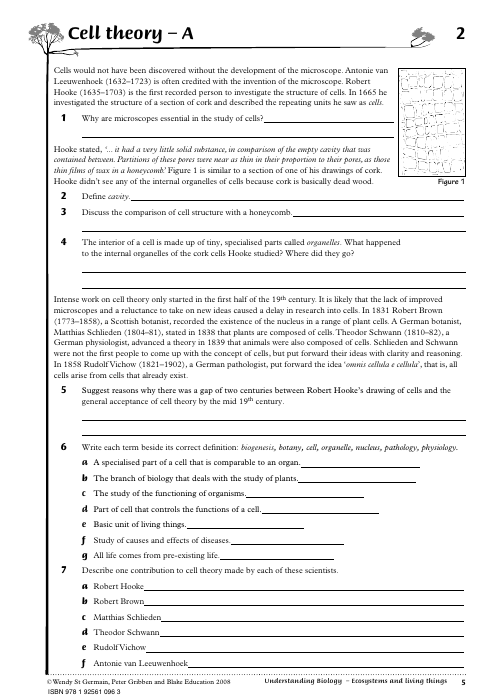 Cell theory – A
2
Cells would not have been discovered without the development of the microscope. Antonie van
Leeuwenhoek (1632–1723) is often credited with the invention of the microscope. Robert
Hooke (1635–1703) is the first recorded person to investigate the structure of cells. In 1665 he
investigated the structure of a section of cork and described the repeating units he saw as cells.
1 Why are microscopes essential in the study of cells?
Hooke stated, '... it had a very little solid substance, in comparison of the empty cavity that was
contained between. Partitions of these pores were near as thin in their proportion to their pores, as those
thin films of wax in a honeycomb.' Figure 1 is similar to a section of one of his drawings of cork.
Hooke didn't see any of the internal organelles of cells because cork is basically dead wood.
Figure 1
2 Define cavity.
3 Discuss the comparison of cell structure with a honeycomb.
4 The interior of a cell is made up of tiny, specialised parts called organelles. What happened
to the internal organelles of the cork cells Hooke studied? Where did they go?
Intense work on cell theory only started in the first half of the 19th century. It is likely that the lack of improved
microscopes and a reluctance to take on new ideas caused a delay in research into cells. In 1831 Robert Brown
(1773–1858), a Scottish botanist, recorded the existence of the nucleus in a range of plant cells. A German botanist,
Matthias Schlieden (1804–81), stated in 1838 that plants are composed of cells. Theodor Schwann (1810–82), a
German physiologist, advanced a theory in 1839 that animals were also composed of cells. Schlieden and Schwann
were not the first people to come up with the concept of cells, but put forward their ideas with clarity and reasoning.
In 1858 Rudolf Vichow (1821–1902), a German pathologist, put forward the idea 'omnis cellula e cellula', that is, all
cells arise from cells that already exist.
5 Suggest reasons why there was a gap of two centuries between Robert Hooke's drawing of cells and the
general acceptance of cell theory by the mid 19th century.
6 Write each term beside its correct definition: biogenesis, botany, cell, organelle, nucleus, pathology, physiology.
a A specialised part of a cell that is comparable to an organ.
b The branch of biology that deals with the study of plants.
c The study of the functioning of organisms.
d Part of cell that controls the functions of a cell.
e Basic unit of living things.
f Study of causes and effects of diseases.
g All life comes from pre-existing life.
7 Describe one contribution to cell theory made by each of these scientists.
a Robert Hooke
b Robert Brown
c Matthias Schlieden
d Theodor Schwann
e Rudolf Vichow
f Antonie van Leeuwenhoek
©Wendy St Germain, Peter Gribben and Blake Education 2008 Understanding Biology – Ecosystems and living things 5
ISBN 978 1 92561 096 3